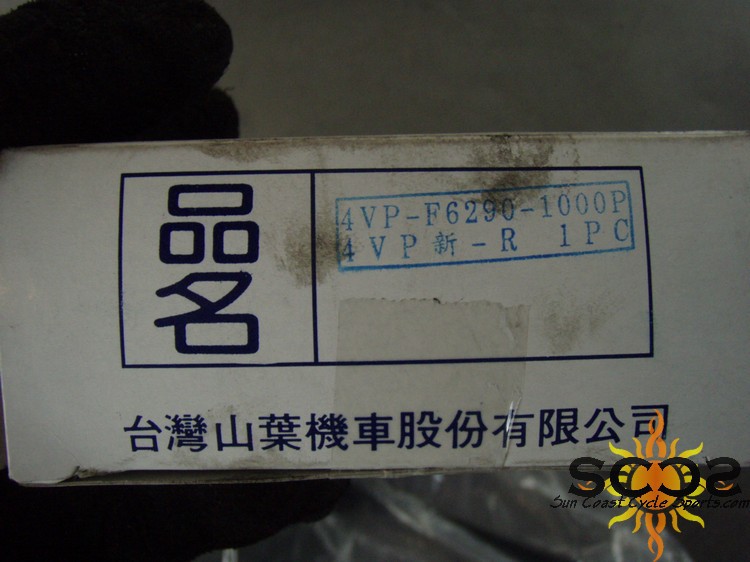 品名
4VP-F6290-1000P
4VP新-R 1PC
台灣山葉機車股份有限公司
SCCS
Sun Coast Cycle Sports.com